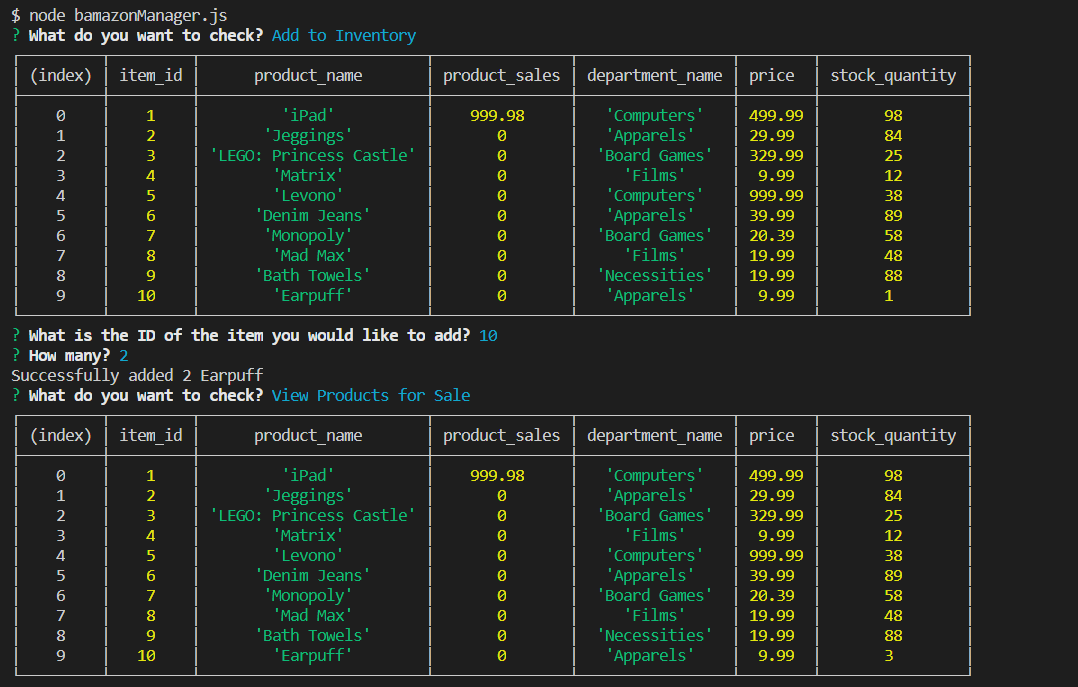 $ node bamazonManager.js
? What do you want to check? Add to Inventory
(index) item_id product_name product_sales department_name price stock_quantity
0 1 'iPad' 999.98 'Computers' 499.99 98
1 2 'Jeggings' 0 'Apparels' 29.99 84
2 3 'LEGO: Princess Castle' 0 'Board Games' 329.99 25
3 4 'Matrix' 0 'Films' 9.99 12
4 5 'Levono' 0 'Computers' 999.99 38
5 6 'Denim Jeans' 0 'Apparels' 39.99 89
6 7 'Monopoly' 0 'Board Games' 20.39 58
7 8 'Mad Max' 0 'Films' 19.99 48
8 9 'Bath Towels' 0 'Necessities' 19.99 88
9 10 'Earpuff' 0 'Apparels' 9.99 1
? What is the ID of the item you would like to add? 10
? How many? 2
Successfully added 2 Earpuff
? What do you want to check? View Products for Sale
(index) item_id product_name product_sales department_name price stock_quantity
0 1 'iPad' 999.98 'Computers' 499.99 98
1 2 'Jeggings' 0 'Apparels' 29.99 84
2 3 'LEGO: Princess Castle' 0 'Board Games' 329.99 25
3 4 'Matrix' 0 'Films' 9.99 12
4 5 'Levono' 0 'Computers' 999.99 38
5 6 'Denim Jeans' 0 'Apparels' 39.99 89
6 7 'Monopoly' 0 'Board Games' 20.39 58
7 8 'Mad Max' 0 'Films' 19.99 48
8 9 'Bath Towels' 0 'Necessities' 19.99 88
9 10 'Earpuff' 0 'Apparels' 9.99 3